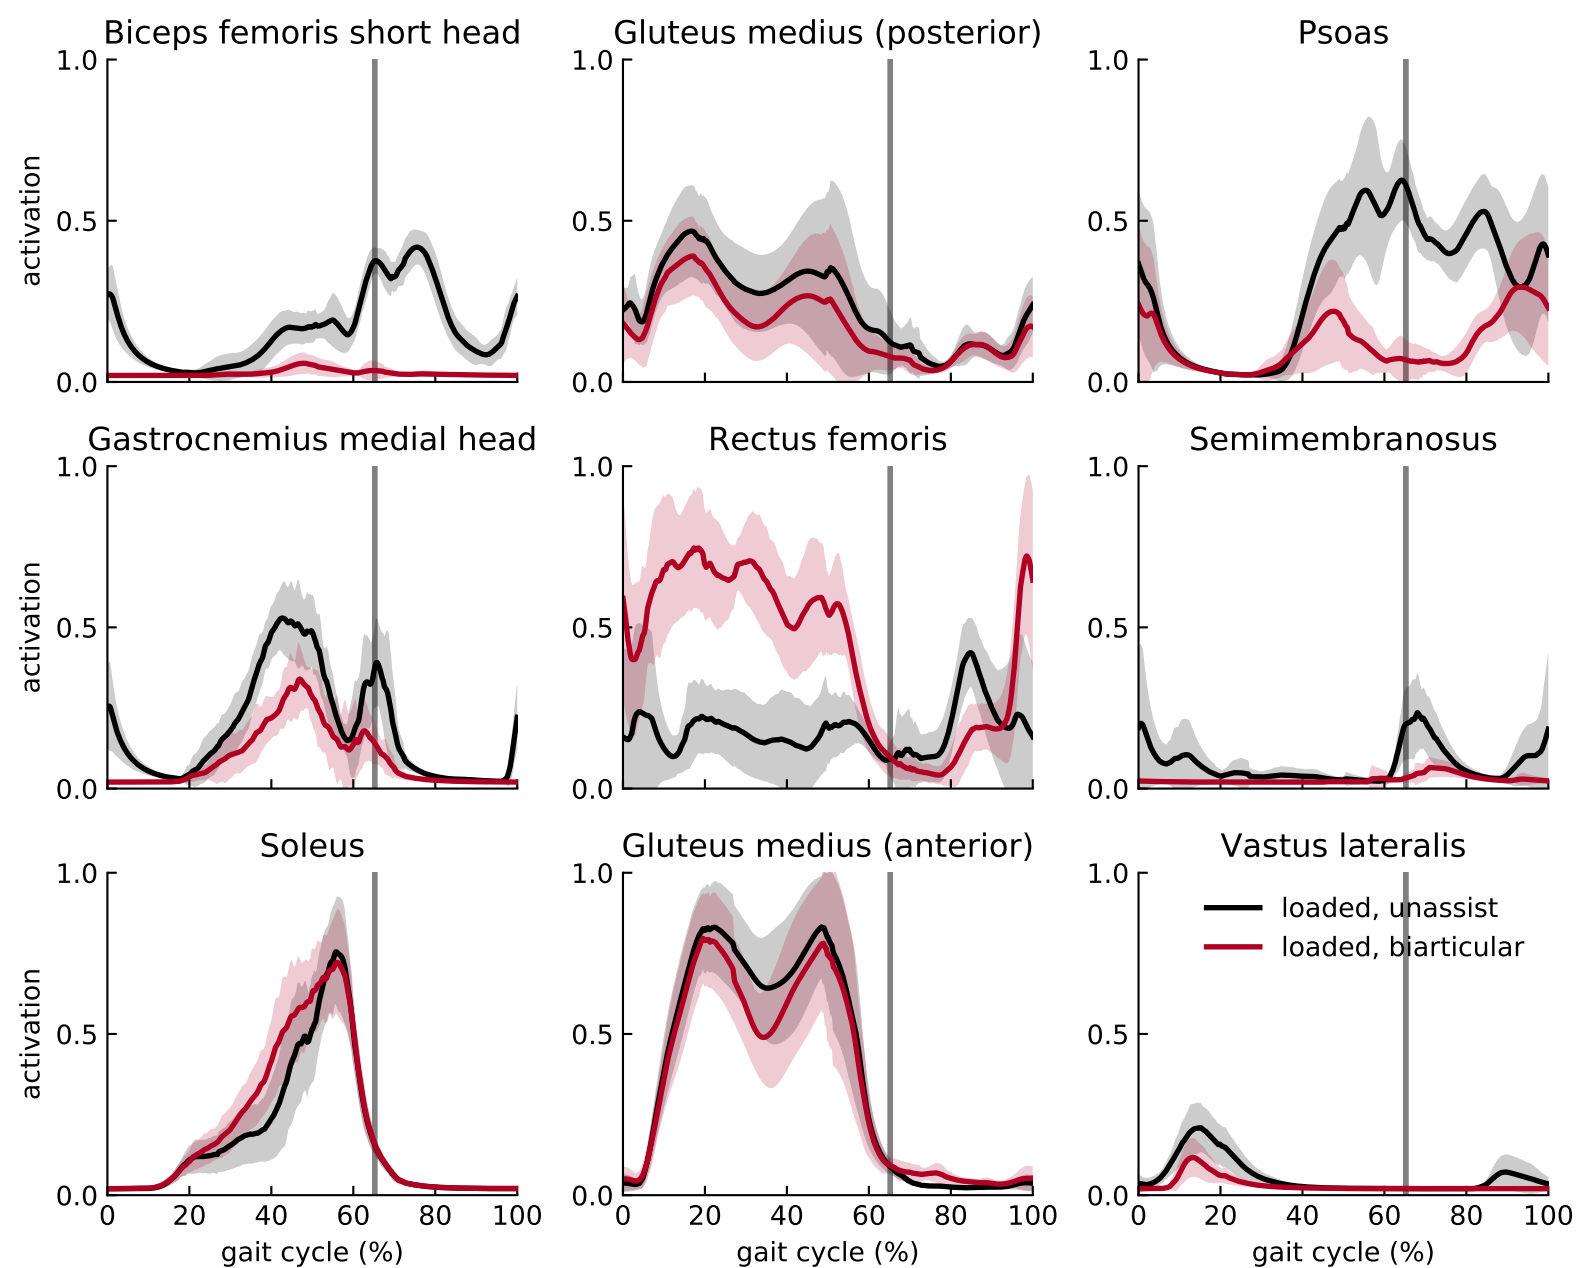 Biceps femoris short head
Gluteus medius (posterior)
Psoas
1.0
0.5
0.0
activation
1.0
0.5
0.0
1.0
0.5
0.0
Gastrocnemius medial head
Rectus femoris
Semimembranosus
1.0
0.5
0.0
activation
1.0
0.5
0.0
1.0
0.5
0.0
Soleus
Gluteus medius (anterior)
Vastus lateralis
1.0
0.5
0.0
activation
0 20 40 60 80 100
gait cycle (%)
1.0
0.5
0.0
0 20 40 60 80 100
gait cycle (%)
1.0
0.5
0.0
loaded, unassist
loaded, biarticular
0 20 40 60 80 100
gait cycle (%)